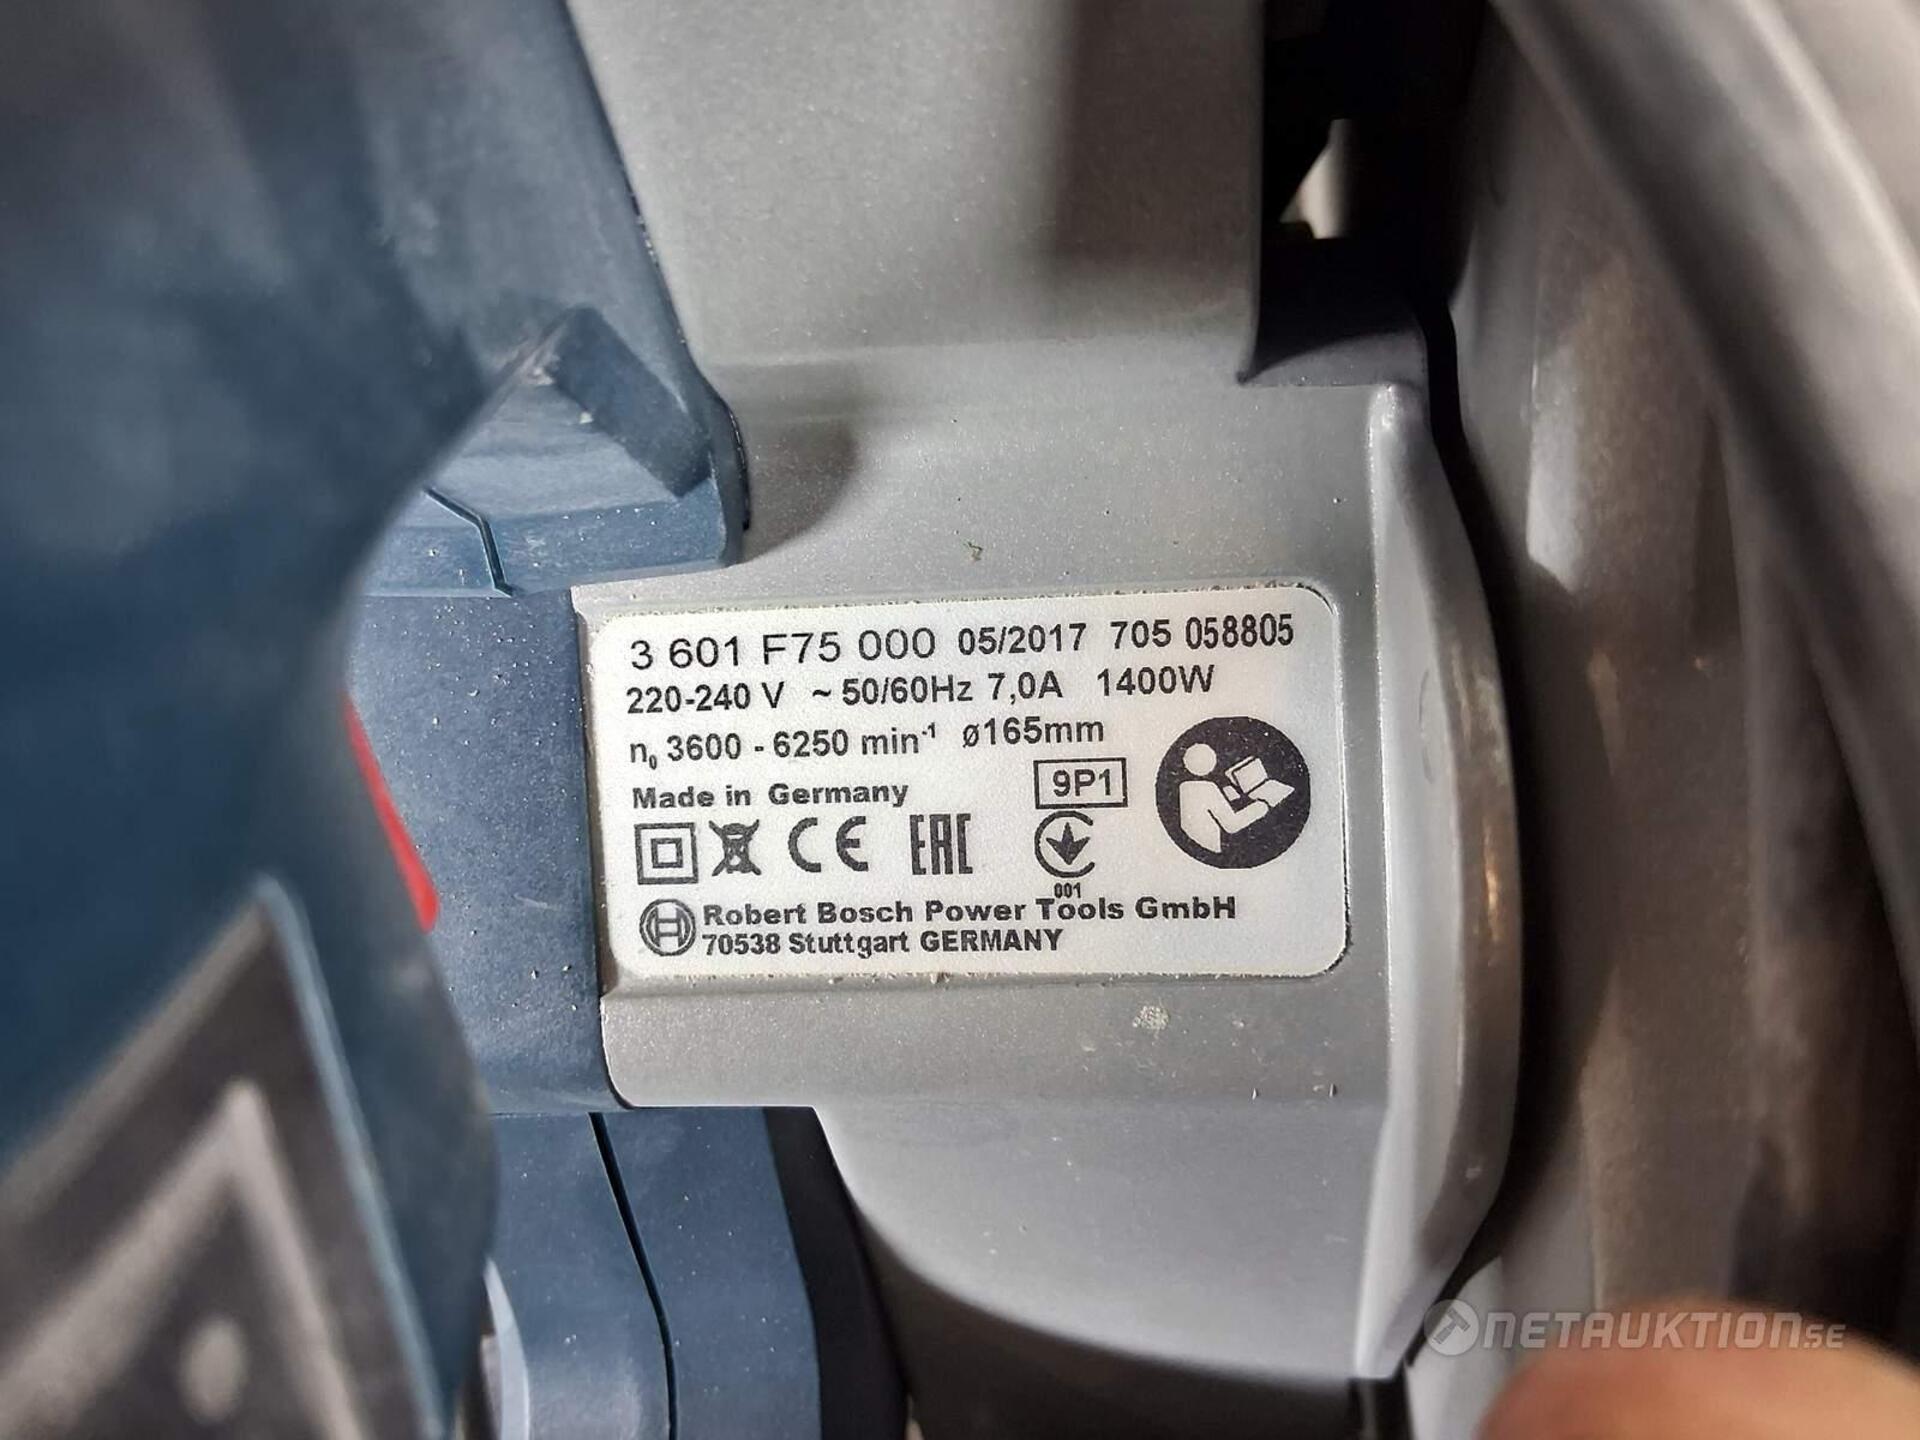 3 601 F75 000 05/2017 705 058805
220-240 V ~ 50/60Hz 7,0A 1400W
n₀ 3600 - 6250 min⁻¹ ø165mm
Made in Germany
9P1
CE EAC
001
Robert Bosch Power Tools GmbH
70538 Stuttgart GERMANY
NETAUKTION.SE